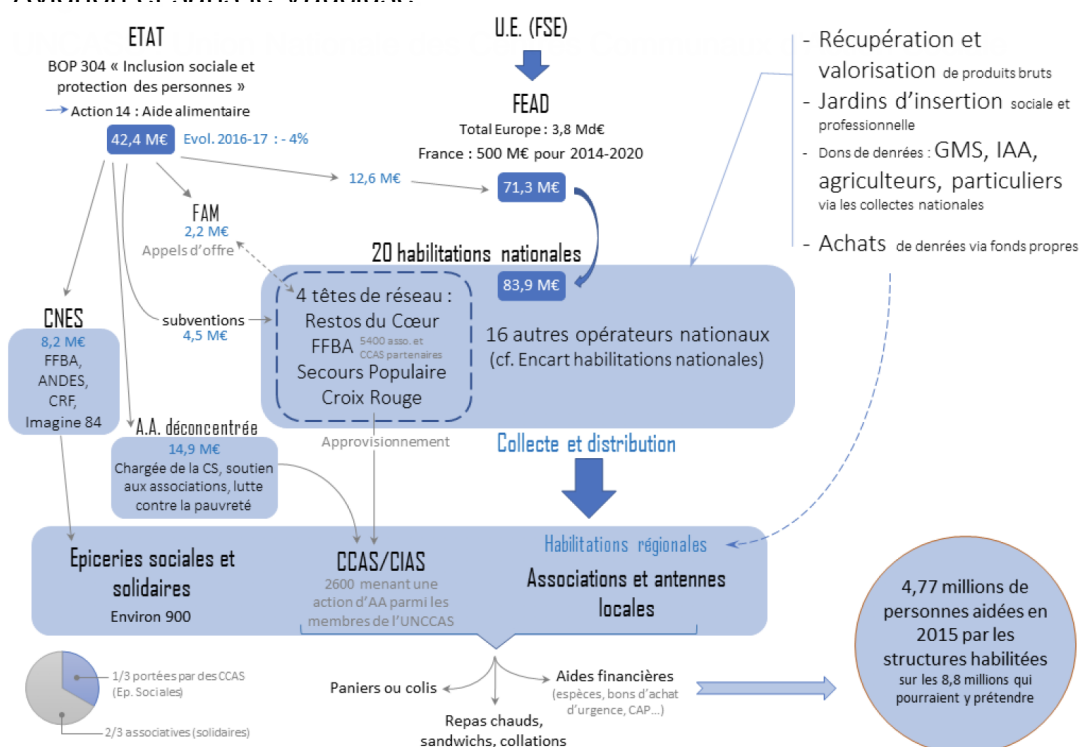 ETAT
BOP 304 « Inclusion sociale et
protection des personnes »
Action 14 : Aide alimentaire
42,4 M€
Evol. 2016-17 : - 4%
U.E. (FSE)
FEAD
Total Europe : 3,8 Md€
France : 500 M€ pour 2014-2020
12,6 M€
71,3 M€
- Récupération et
valorisation de produits bruts
- Jardins d’insertion sociale et
professionnelle
- Dons de denrées : GMS, IAA,
agriculteurs, particuliers
via les collectes nationales
- Achats de denrées via fonds propres
FAM
2,2 M€
Appels d’offre
20 habilitations nationales
83,9 M€
4 têtes de réseau :
Restos du Cœur
FFBA 5400 asso. et
CCAS partenaires
Secours Populaire
Croix Rouge
16 autres opérateurs nationaux
(cf. Encart habilitations nationales)
subventions
4,5 M€
CNES
8,2 M€
FFBA,
ANDES,
CRF,
Imagine 84
A.A. déconcentrée
14,9 M€
Chargée de la CS, soutien
aux associations, lutte
contre la pauvreté
Approvisionnement
Collecte et distribution
Epiceries sociales et
solidaires
Environ 900
CCAS/CIAS
2600 menant une
action d’AA parmi les
membres de l’UNCCAS
Habilitations régionales
Associations et antennes
locales
4,77 millions de
personnes aidées en
2015 par les
structures habilitées
sur les 8,8 millions qui
pourraient y prétendre
1/3 portées par des CCAS
(Ep. Sociales)
2/3 associatives (solidaires)
Paniers ou colis
Repas chauds,
sandwichs, collations
Aides financières
(espèces, bons d’achat
d’urgence, CAP...)